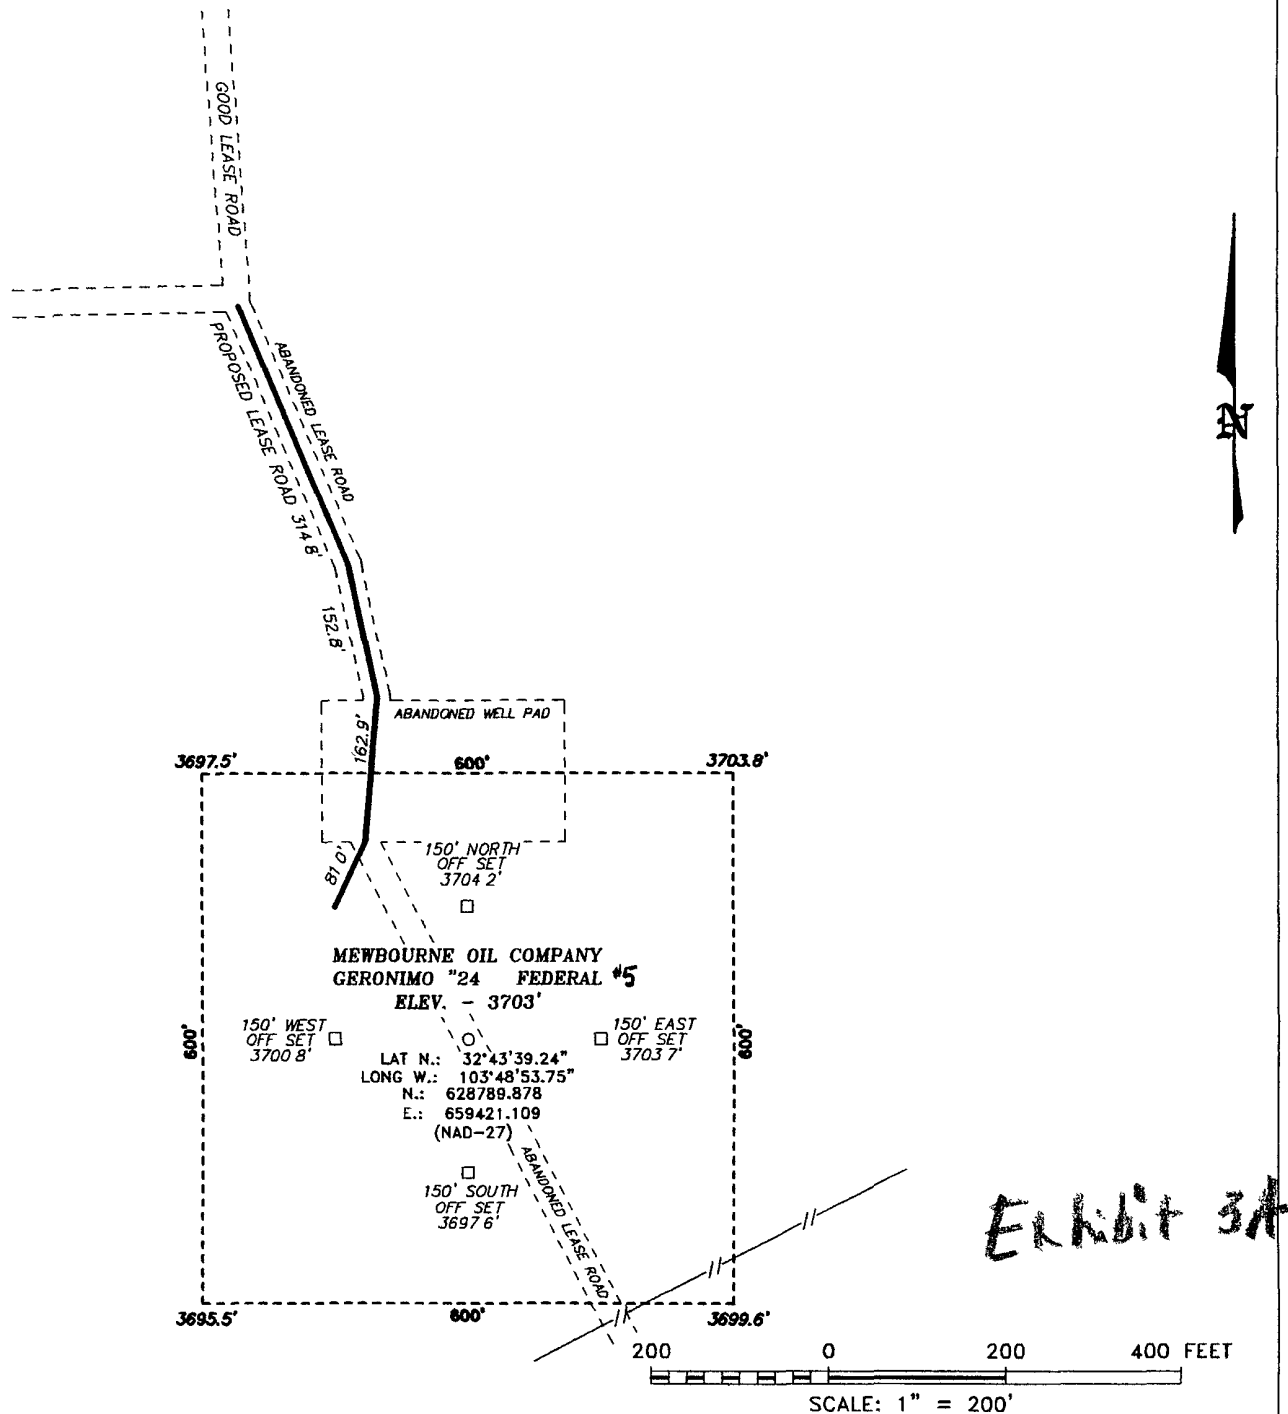 GOOD LEASE ROAD
ABANDONED LEASE ROAD
PROPOSED LEASE ROAD 314 8'
152.8'
162.9'
ABANDONED WELL PAD
3697.5'
600'
3703.8'
81 0'
150' NORTH
OFF SET
3704 2'
MEWBOURNE OIL COMPANY
GERONIMO "24 FEDERAL #5
ELEV. - 3703'
600'
150' WEST
OFF SET
3700 8'
150' EAST
OFF SET
3703 7'
600'
LAT N.: 32°43'39.24"
LONG W.: 103°48'53.75"
N.: 628789.878
E.: 659421.109
(NAD-27)
150' SOUTH
OFF SET
3697 6'
ABANDONED LEASE ROAD
Exhibit 3A
3695.5'
600'
3699.6'
200 0 200 400 FEET
SCALE: 1" = 200'
N